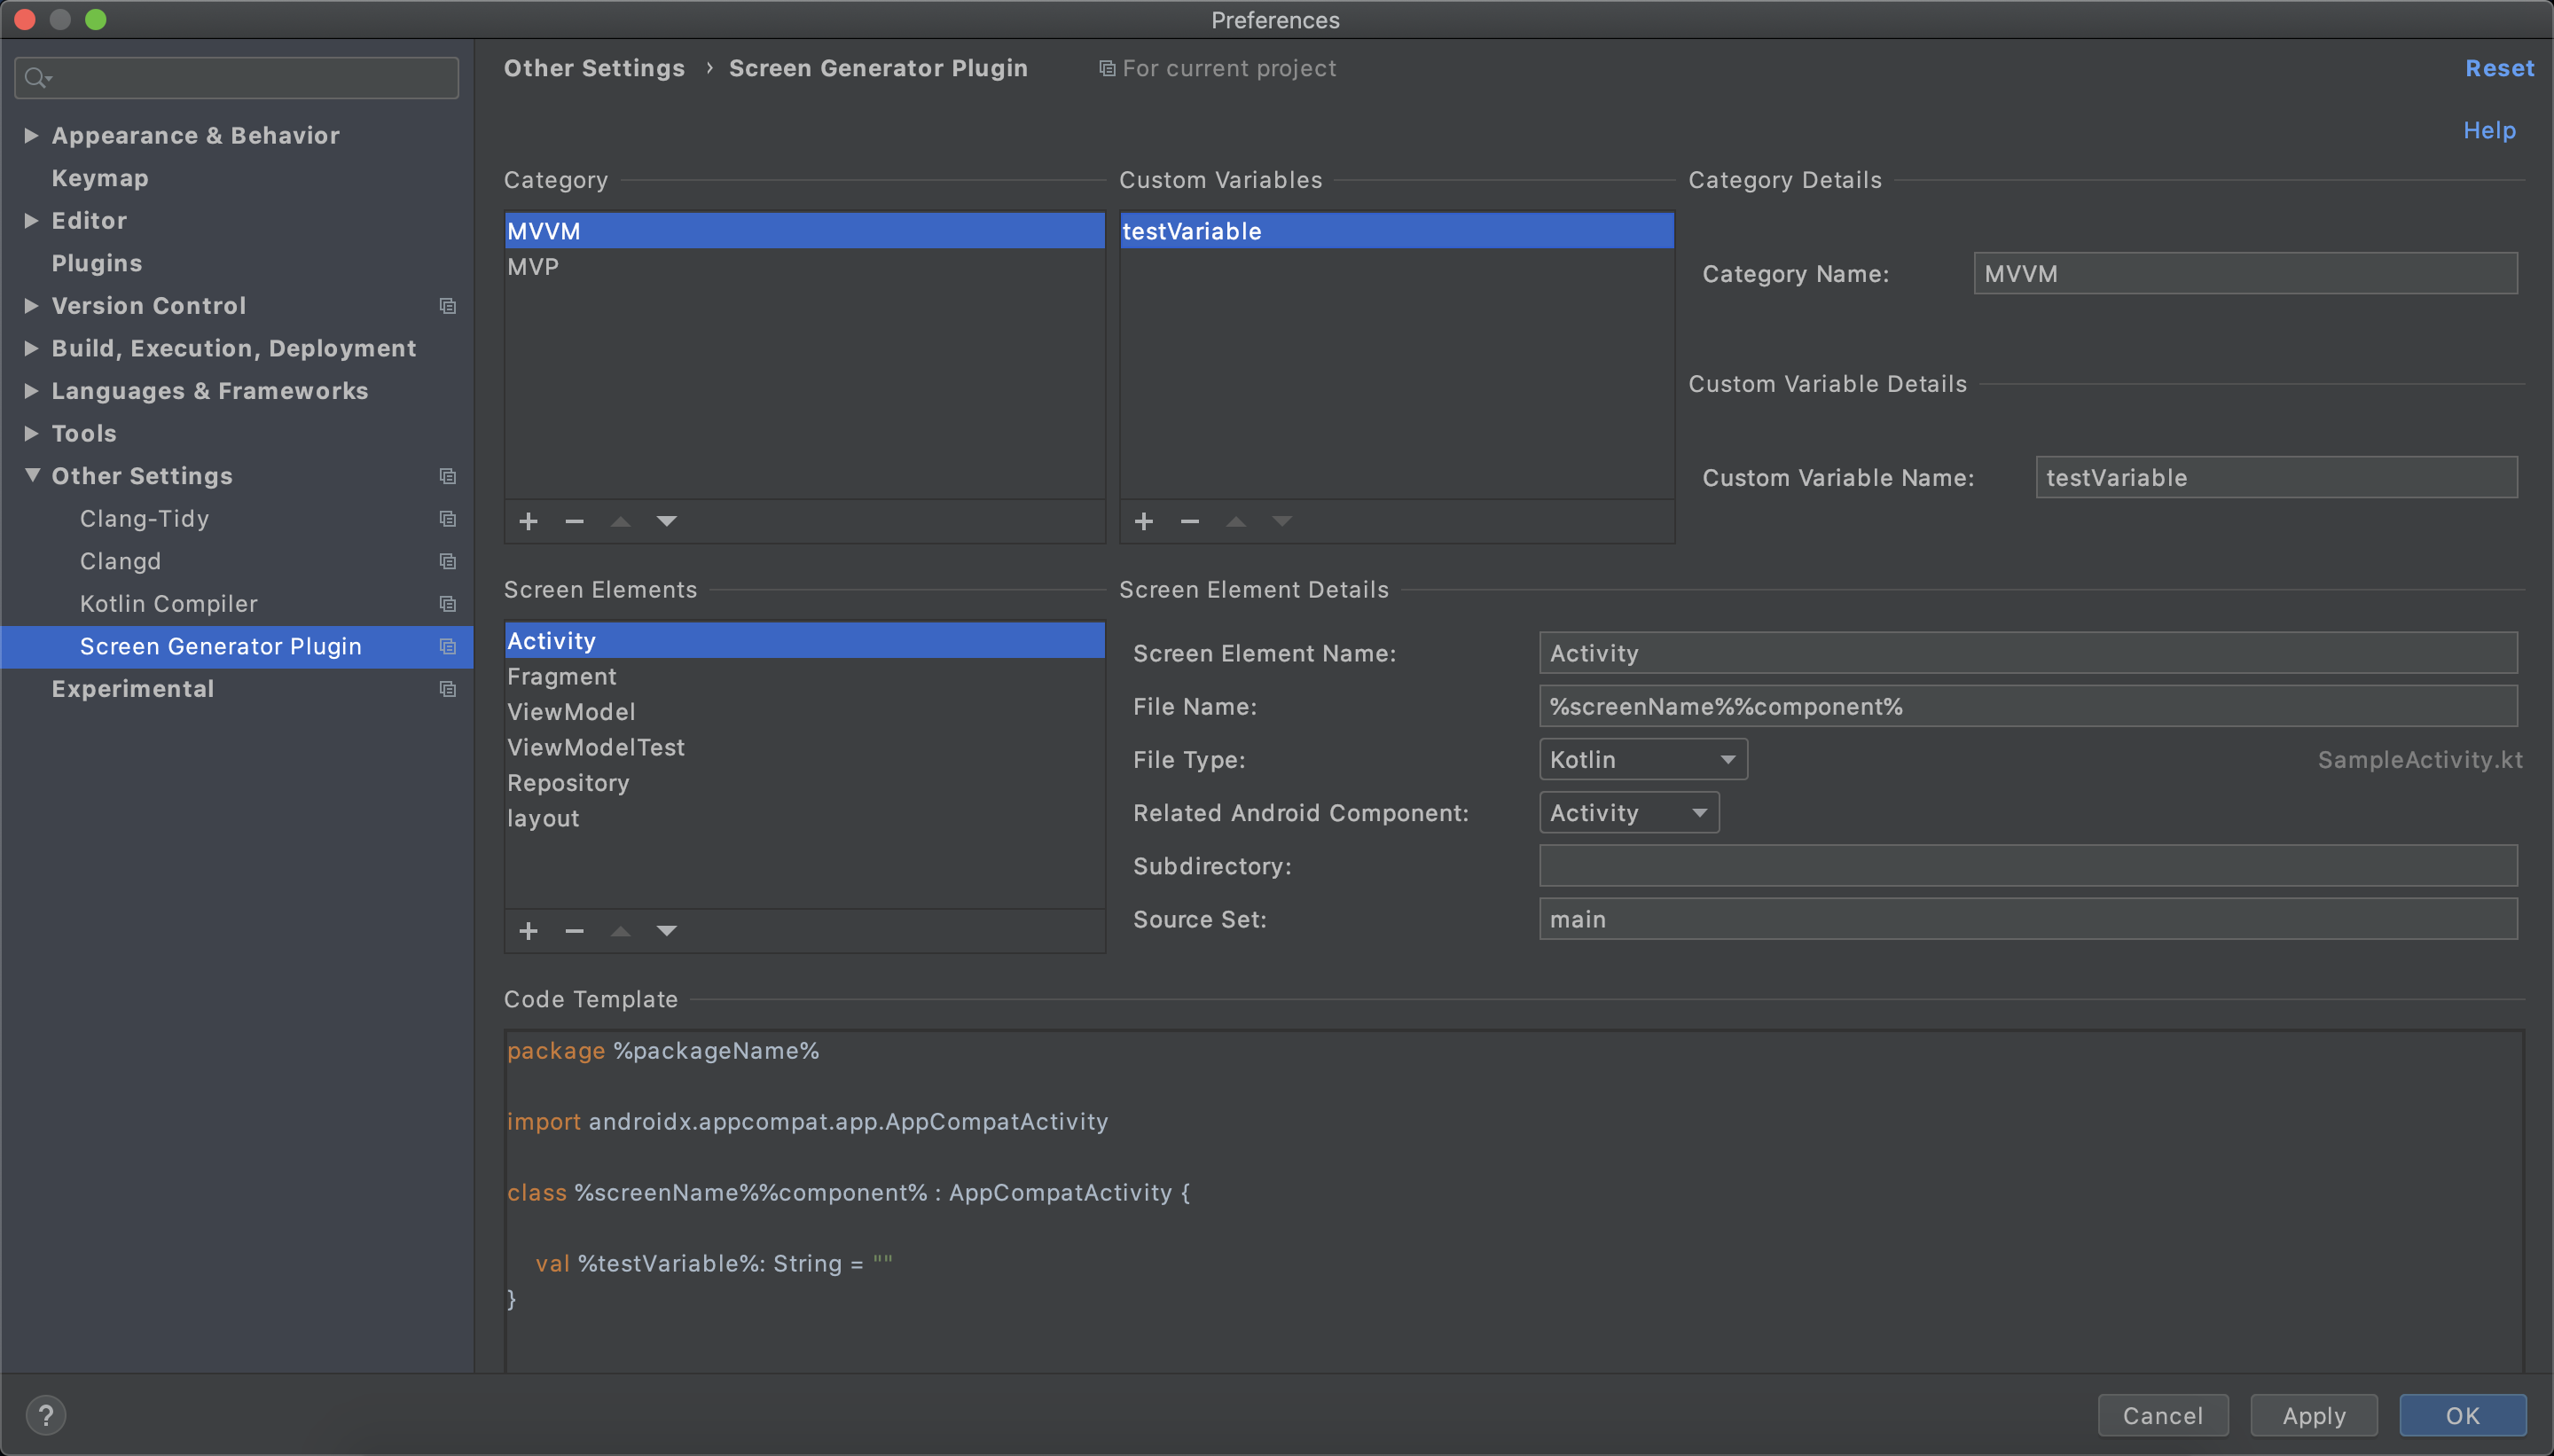 Preferences
Appearance & Behavior
Keymap
Editor
Plugins
Version Control
Build, Execution, Deployment
Languages & Frameworks
Tools
Other Settings
Clang-Tidy
Clangd
Kotlin Compiler
Screen Generator Plugin
Experimental
Other Settings › Screen Generator Plugin For current project Reset
Help
Category
MVVM
MVP
Custom Variables
testVariable
Category Details
Category Name: MVVM
Custom Variable Details
Custom Variable Name: testVariable
Screen Elements
Activity
Fragment
ViewModel
ViewModelTest
Repository
layout
Screen Element Details
Screen Element Name: Activity
File Name: %screenName%%component%
File Type: Kotlin SampleActivity.kt
Related Android Component: Activity
Subdirectory:
Source Set: main
Code Template
package %packageName%
import androidx.appcompat.app.AppCompatActivity
class %screenName%%component% : AppCompatActivity {
val %testVariable%: String = ""
}
? Cancel Apply OK